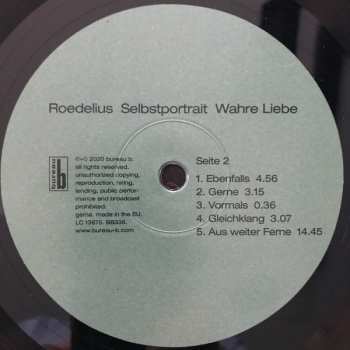 Roedelius Selbstportrait Wahre Liebe
bureau b
℗+© 2020 bureau b.
all rights reserved.
unauthorized copying,
reproduction, hiring,
lending, public perfor-
mance and broadcast
prohibited.
gema. made in the EU.
LC 13875. BB336.
www.bureau-b.com
Seite 2
1. Ebenfalls 4.56
2. Gerne 3.15
3. Vormals 0.36
4. Gleichklang 3.07
5. Aus weiter Ferne 14.45